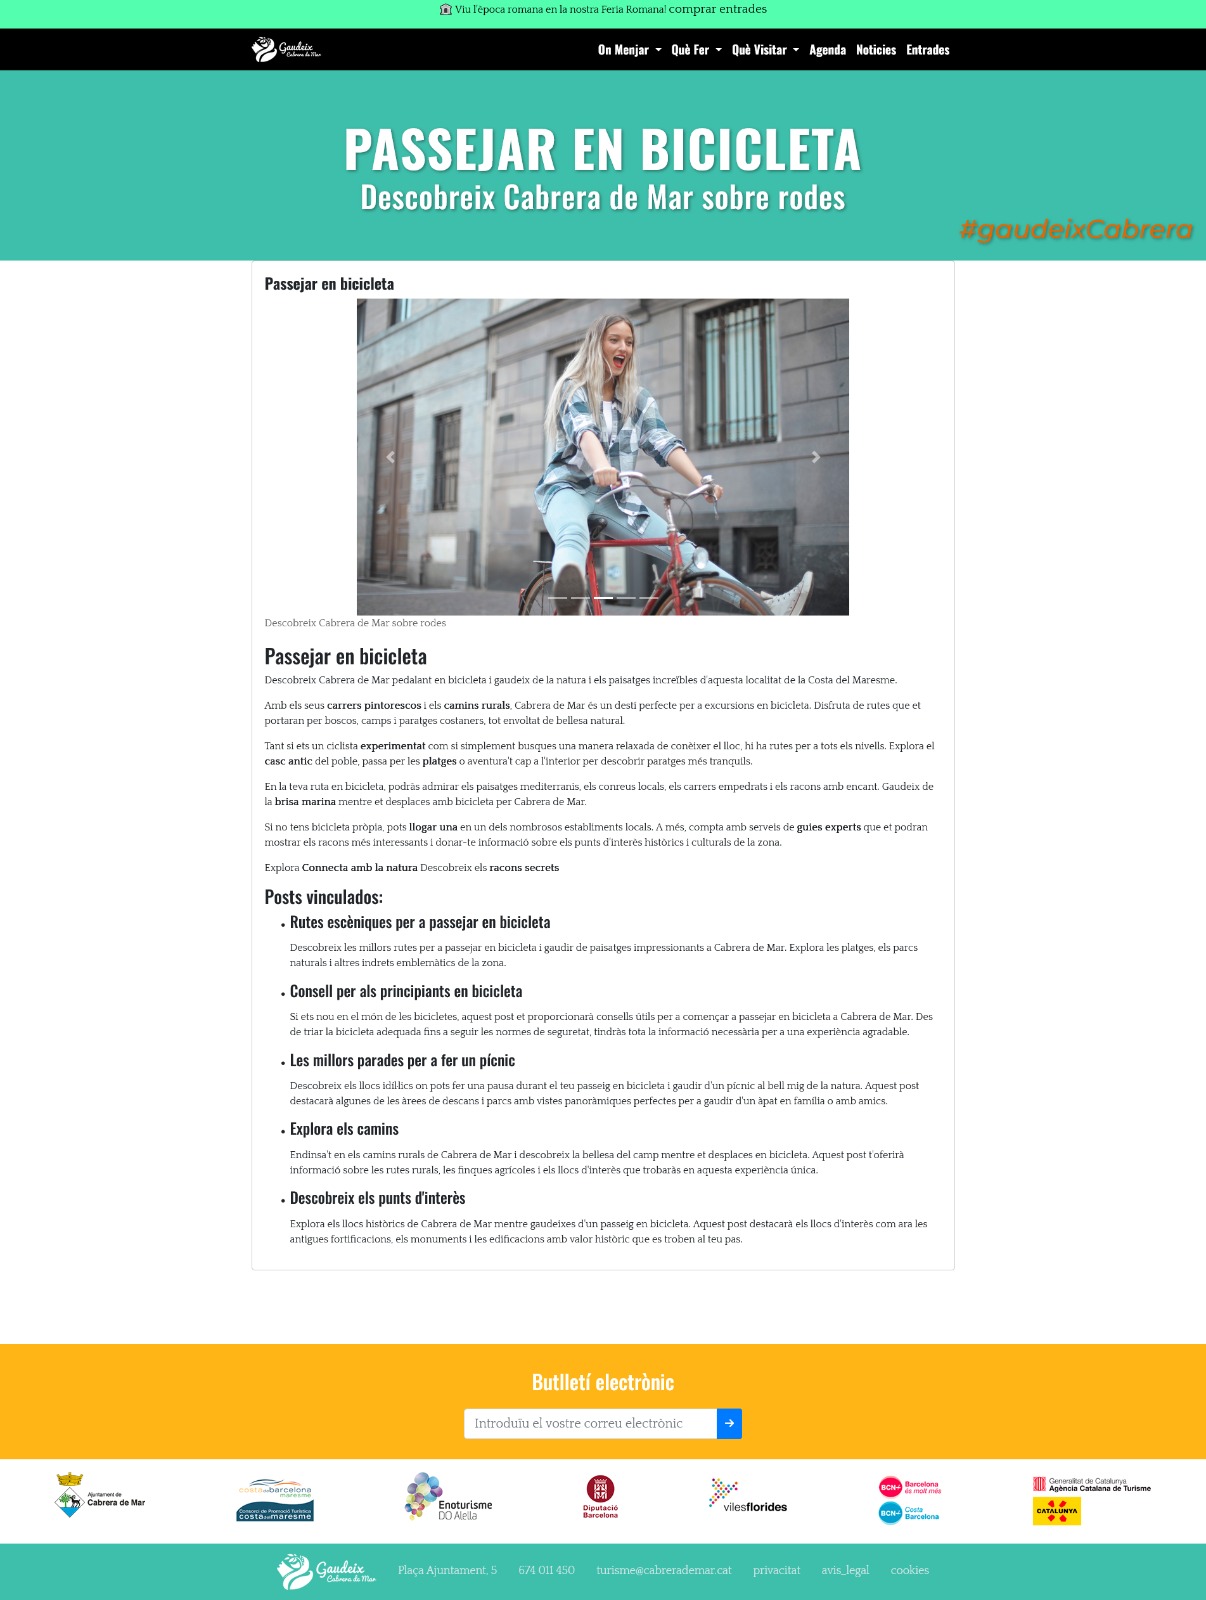 Viu l'època romana en la nostra Feria Romana! comprar entrades
Gaudeix
Cabrera de Mar
On Menjar
Què Fer
Què Visitar
Agenda
Noticies
Entrades
PASSEJAR EN BICICLETA
Descobreix Cabrera de Mar sobre rodes
#gaudeixCabrera
Passejar en bicicleta
Descobreix Cabrera de Mar sobre rodes
Passejar en bicicleta
Descobreix Cabrera de Mar pedalant en bicicleta i gaudeix de la natura i els paisatges increïbles d'aquesta localitat de la Costa del Maresme.
Amb els seus carrers pintorescos i els camins rurals, Cabrera de Mar és un destí perfecte per a excursions en bicicleta. Disfruta de rutes que et
portaran per boscos, camps i paratges costaners, tot envoltat de bellesa natural.
Tant si ets un ciclista experimentat com si simplement busques una manera relaxada de conèixer el lloc, hi ha rutes per a tots els nivells. Explora el
casc antic del poble, passa per les platges o aventura't cap a l'interior per descobrir paratges més tranquils.
En la teva ruta en bicicleta, podràs admirar els paisatges mediterranis, els conreus locals, els carrers empedrats i els racons amb encant. Gaudeix de
la brisa marina mentre et desplaces amb bicicleta per Cabrera de Mar.
Si no tens bicicleta pròpia, pots llogar una en un dels nombrosos establiments locals. A més, compta amb serveis de guies experts que et podran
mostrar els racons més interessants i donar-te informació sobre els punts d'interès històrics i culturals de la zona.
Explora Connecta amb la natura Descobreix els racons secrets
Posts vinculats:
Rutes escèniques per a passejar en bicicleta
Descobreix les millors rutes per a passejar en bicicleta i gaudir de paisatges impressionants a Cabrera de Mar. Explora les platges, els parcs
naturals i altres indrets emblemàtics de la zona.
Consell per als principiants en bicicleta
Si ets nou en el món de les bicicletes, aquest post et proporcionarà consells útils per a començar a passejar en bicicleta a Cabrera de Mar. Des
de triar la bicicleta adequada fins a seguir les normes de seguretat, tindràs tota la informació necessària per a una experiència agradable.
Les millors parades per a fer un pícnic
Descobreix els llocs idíl·lics on pots fer una pausa durant el teu passeig en bicicleta i gaudir d'un pícnic al bell mig de la natura. Aquest post
destacarà algunes de les àrees de descans i parcs amb vistes panoràmiques perfectes per a gaudir d'un àpat en família o amb amics.
Explora els camins
Endinsa't en els camins rurals de Cabrera de Mar i descobreix la bellesa del camp mentre et desplaces en bicicleta. Aquest post t'oferirà
informació sobre les rutes rurals, les finques agrícoles i els llocs d'interès que trobaràs en aquesta experiència única.
Descobreix els punts d'interès
Explora els llocs històrics de Cabrera de Mar mentre gaudeixes d'un passeig en bicicleta. Aquest post destacarà els llocs d'interès com ara les
antigues fortificacions, els monuments i les edificacions amb valor històric que es troben al teu pas.
Butlletí electrònic
Introduïu el vostre correu electrònic
Ajuntament de
Cabrera de Mar
costa de barcelona
maresme
Consorci de Promoció Turística
costa del maresme
Enoturisme
DO Alella
Diputació
Barcelona
vilesflorides
BCN+ Barcelona
és molt més
BCN+ Costa
Barcelona
Generalitat de Catalunya
Agència Catalana de Turisme
CATALUNYA
Gaudeix
Cabrera de Mar
Plaça Ajuntament, 5
674 011 450
turisme@cabrerademar.cat
privacitat
avis_legal
cookies